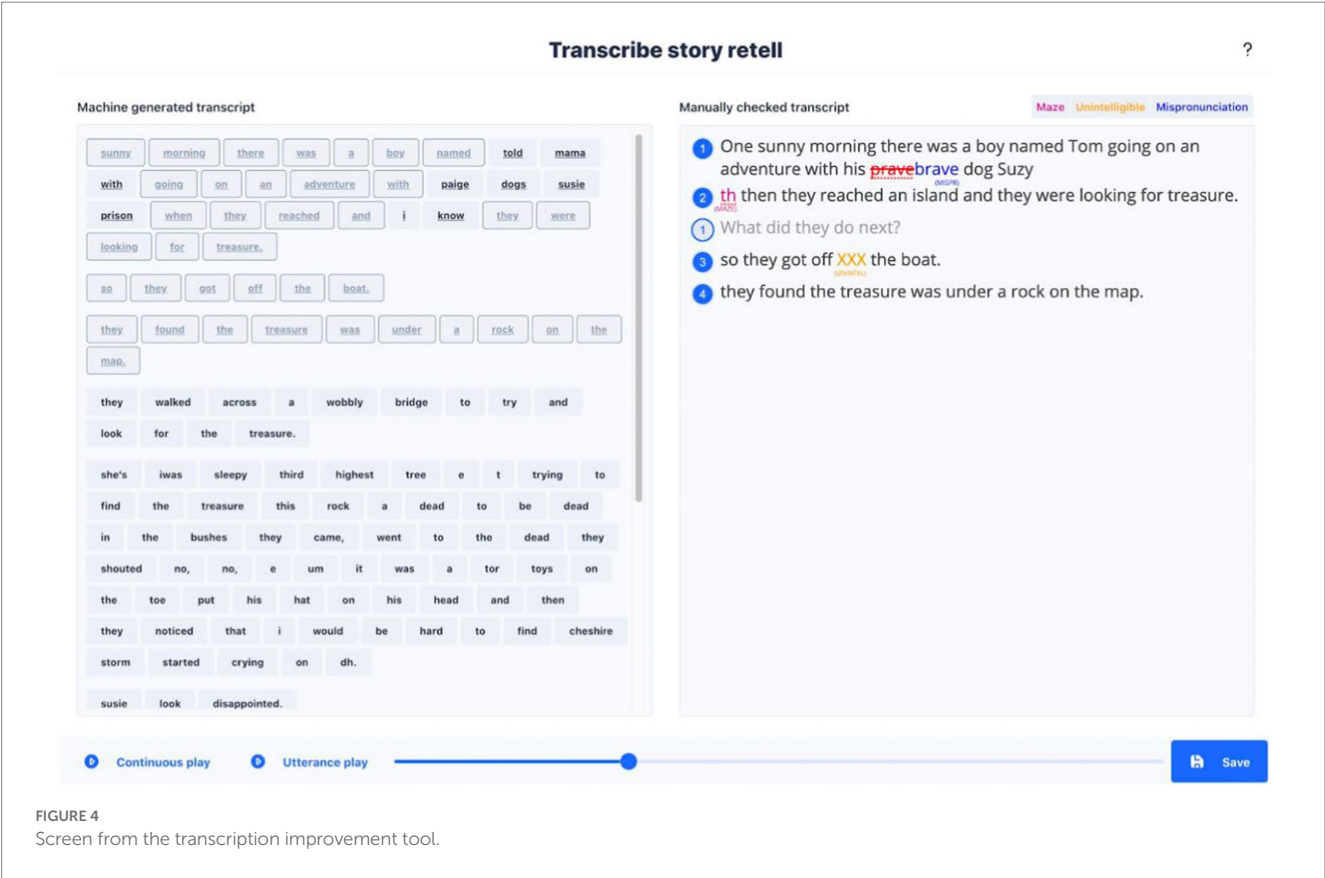 Transcribe story retell
?
Machine generated transcript
sunny morning there was a boy named told mama
with going on an adventure with paige dogs susie
prison when they reached and i know they were
looking for treasure.
so they got off the boat.
they found the treasure was under a rock on the
map.
they walked across a wobbly bridge to try and
look for the treasure.
she's iwas sleepy third highest tree e t trying to
find the treasure this rock a dead to be dead
in the bushes they came, went to the dead they
shouted no, no, e um it was a tor toys on
the toe put his hat on his head and then
they noticed that i would be hard to find cheshire
storm started crying on dh.
susie look disappointed.
Manually checked transcript
Maze Unintelligible Mispronunciation
1 One sunny morning there was a boy named Tom going on an
adventure with his pravebrave dog Suzy
(MISPR)
2 th then they reached an island and they were looking for treasure.
(MAZE)
1 What did they do next?
3 so they got off XXX the boat.
(UNINTEL)
4 they found the treasure was under a rock on the map.
Continuous play Utterance play Save
FIGURE 4
Screen from the transcription improvement tool.